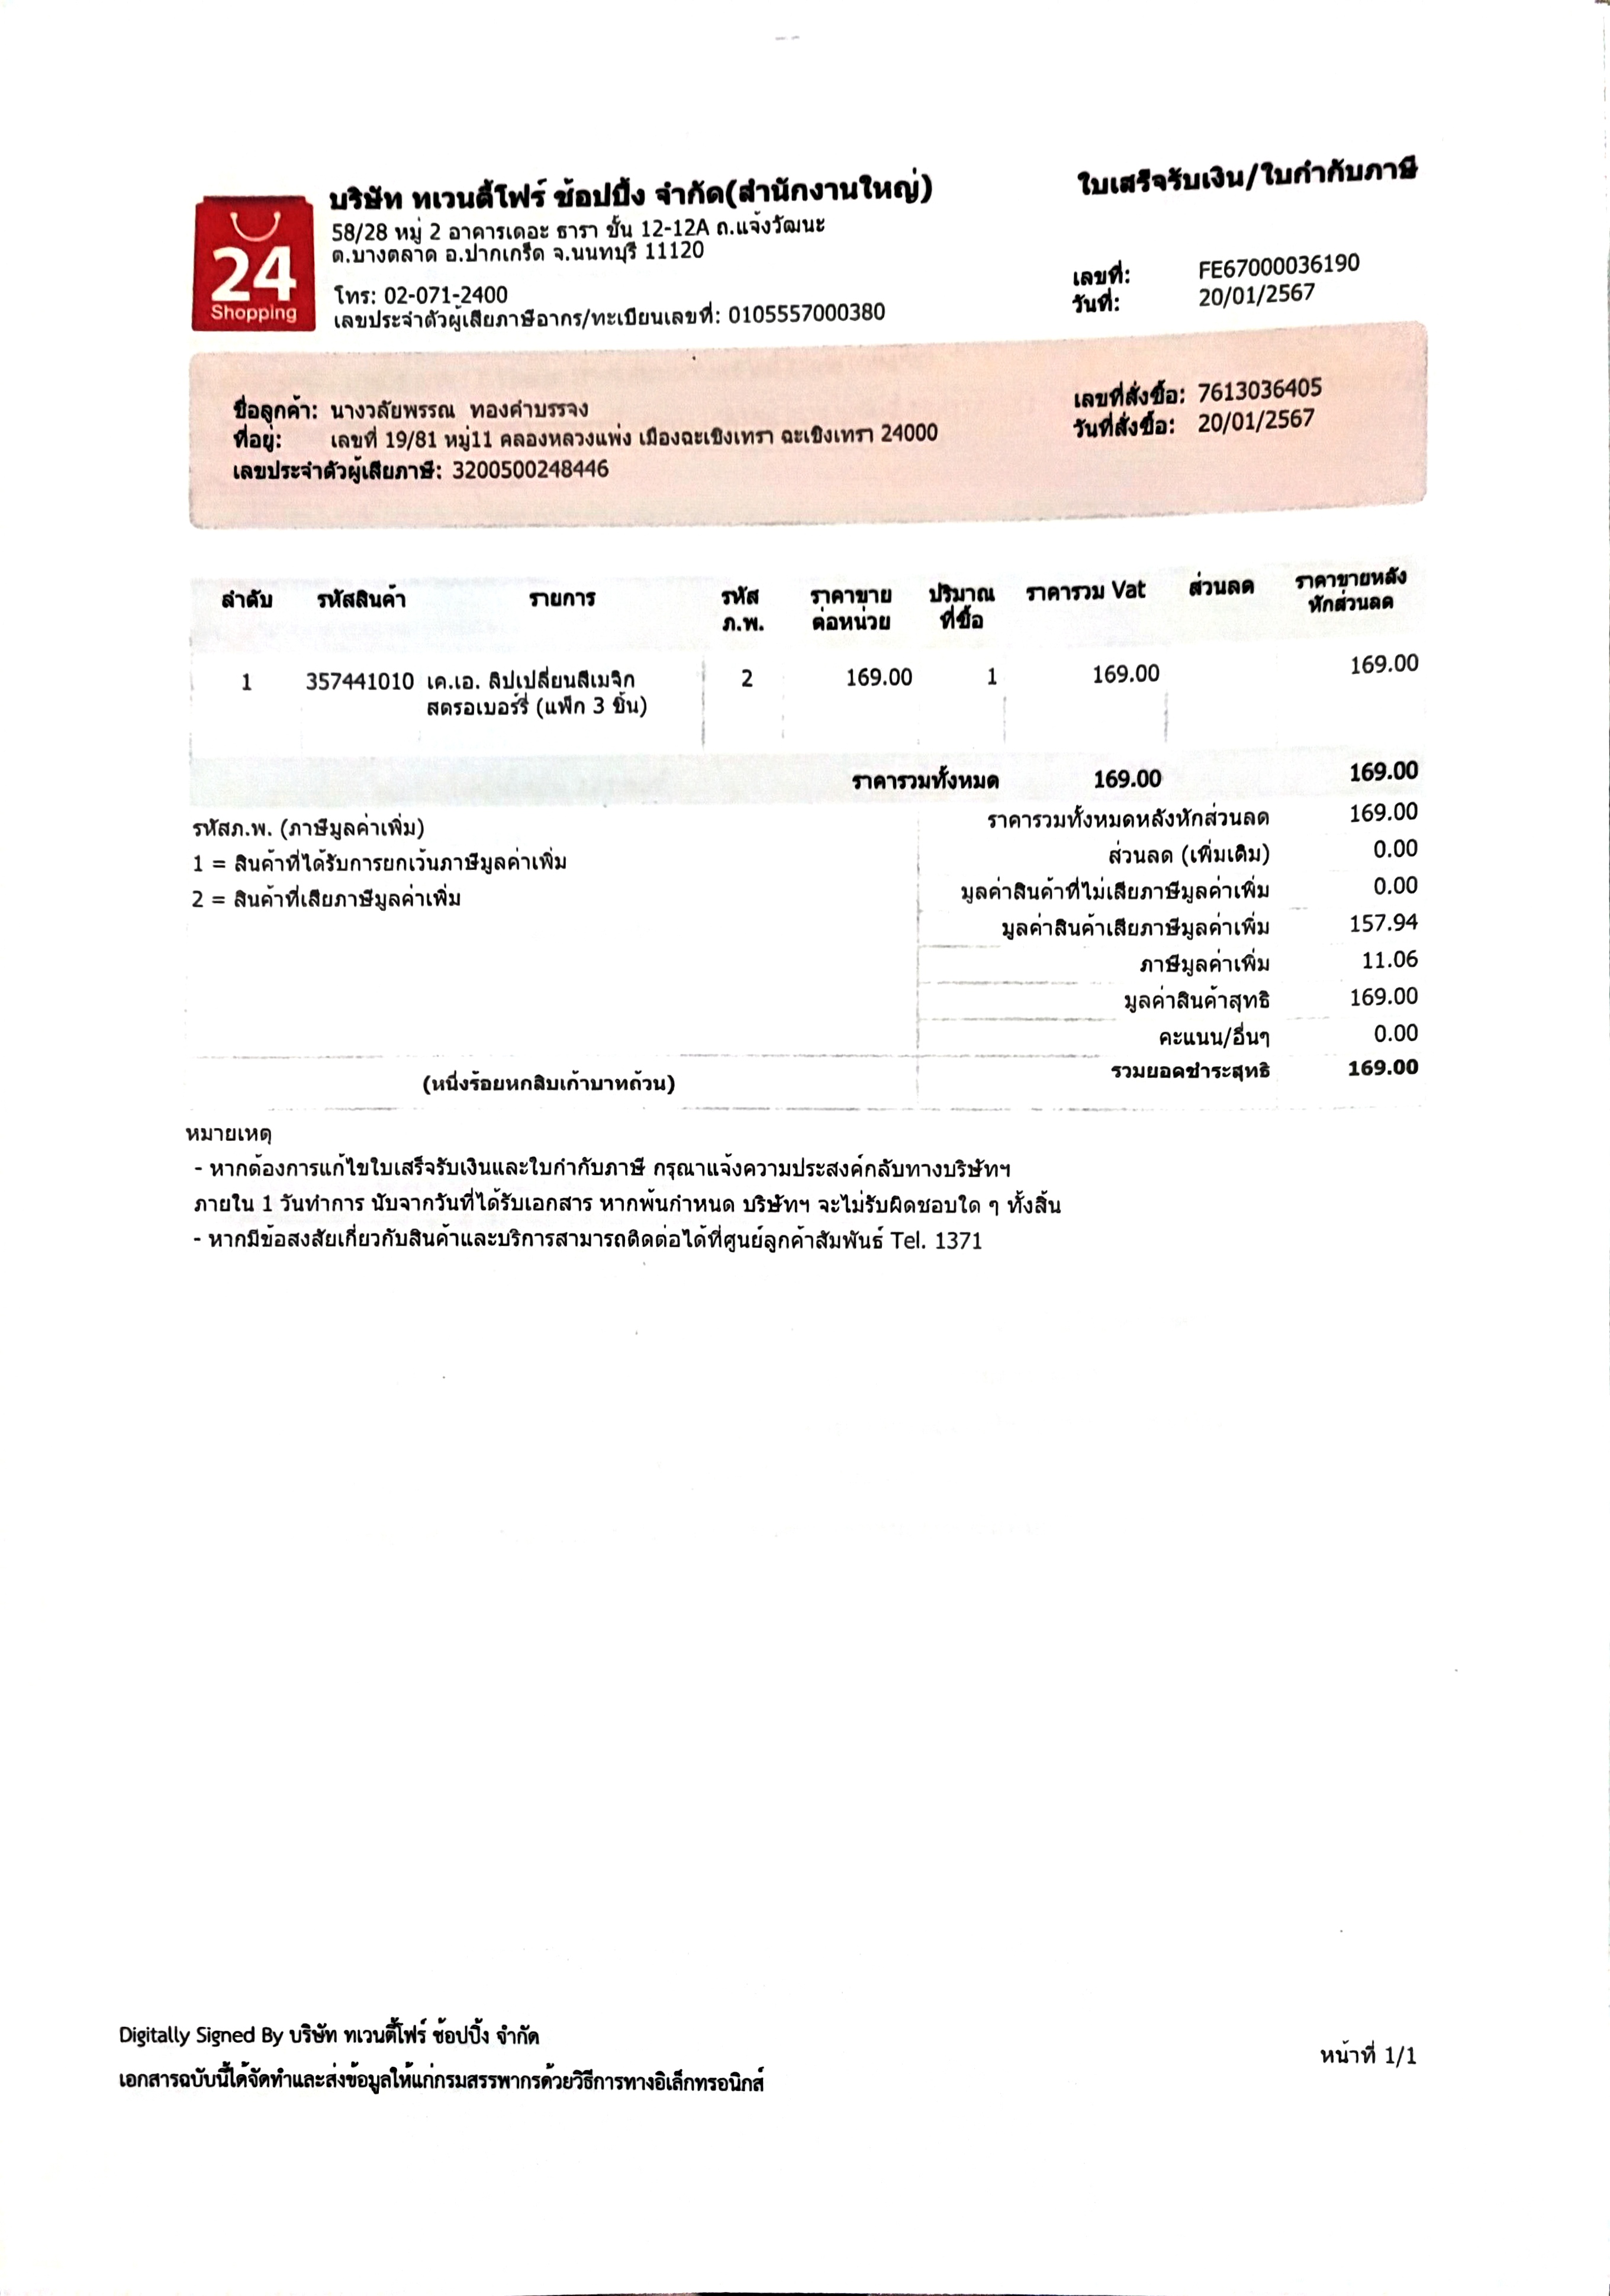 บริษัท ทเวนตี้โฟร์ ช้อปปิ้ง จำกัด(สำนักงานใหญ่)
ใบเสร็จรับเงิน/ใบกำกับภาษี
24
Shopping
58/28 หมู่ 2 อาคารเดอะ ธารา ชั้น 12-12A ถ.แจ้งวัฒนะ
ต.บางตลาด อ.ปากเกร็ด จ.นนทบุรี 11120
เลขที่: FE67000036190
โทร: 02-071-2400
วันที่: 20/01/2567
เลขประจำตัวผู้เสียภาษีอากร/ทะเบียนเลขที่: 0105557000380
ชื่อลูกค้า: นางวลัยพรรณ ทองคำบรรจง
เลขที่สั่งซื้อ: 7613036405
ที่อยู่: เลขที่ 19/81 หมู่11 คลองหลวงแพ่ง เมืองฉะเชิงเทรา ฉะเชิงเทรา 24000
วันที่สั่งซื้อ: 20/01/2567
เลขประจำตัวผู้เสียภาษี: 3200500248446
ลำดับ รหัสสินค้า รายการ รหัส ราคาขาย ปริมาณ ราคารวม Vat ส่วนลด ราคาขายหลัง
ภ.พ. ต่อหน่วย ที่ซื้อ หักส่วนลด
1 357441010 เค.เอ. ลิปเปลี่ยนสีเมจิก 2 169.00 1 169.00 169.00
สตรอเบอร์รี่ (แพ็ก 3 ชิ้น)
ราคารวมทั้งหมด 169.00 169.00
รหัสภ.พ. (ภาษีมูลค่าเพิ่ม)
ราคารวมทั้งหมดหลังหักส่วนลด 169.00
1 = สินค้าที่ได้รับการยกเว้นภาษีมูลค่าเพิ่ม
ส่วนลด (เพิ่มเติม) 0.00
2 = สินค้าที่เสียภาษีมูลค่าเพิ่ม
มูลค่าสินค้าที่ไม่เสียภาษีมูลค่าเพิ่ม 0.00
มูลค่าสินค้าเสียภาษีมูลค่าเพิ่ม 157.94
ภาษีมูลค่าเพิ่ม 11.06
มูลค่าสินค้าสุทธิ 169.00
คะแนน/อื่นๆ 0.00
(หนึ่งร้อยหกสิบเก้าบาทถ้วน)
รวมยอดชำระสุทธิ 169.00
หมายเหตุ
- หากต้องการแก้ไขใบเสร็จรับเงินและใบกำกับภาษี กรุณาแจ้งความประสงค์กลับทางบริษัทฯ
ภายใน 1 วันทำการ นับจากวันที่ได้รับเอกสาร หากพ้นกำหนด บริษัทฯ จะไม่รับผิดชอบใด ๆ ทั้งสิ้น
- หากมีข้อสงสัยเกี่ยวกับสินค้าและบริการสามารถติดต่อได้ที่ศูนย์ลูกค้าสัมพันธ์ Tel. 1371
Digitally Signed By บริษัท ทเวนตี้โฟร์ ช้อปปิ้ง จำกัด
หน้าที่ 1/1
เอกสารฉบับนี้ได้จัดทำและส่งข้อมูลให้แก่กรมสรรพากรด้วยวิธีการทางอิเล็กทรอนิกส์